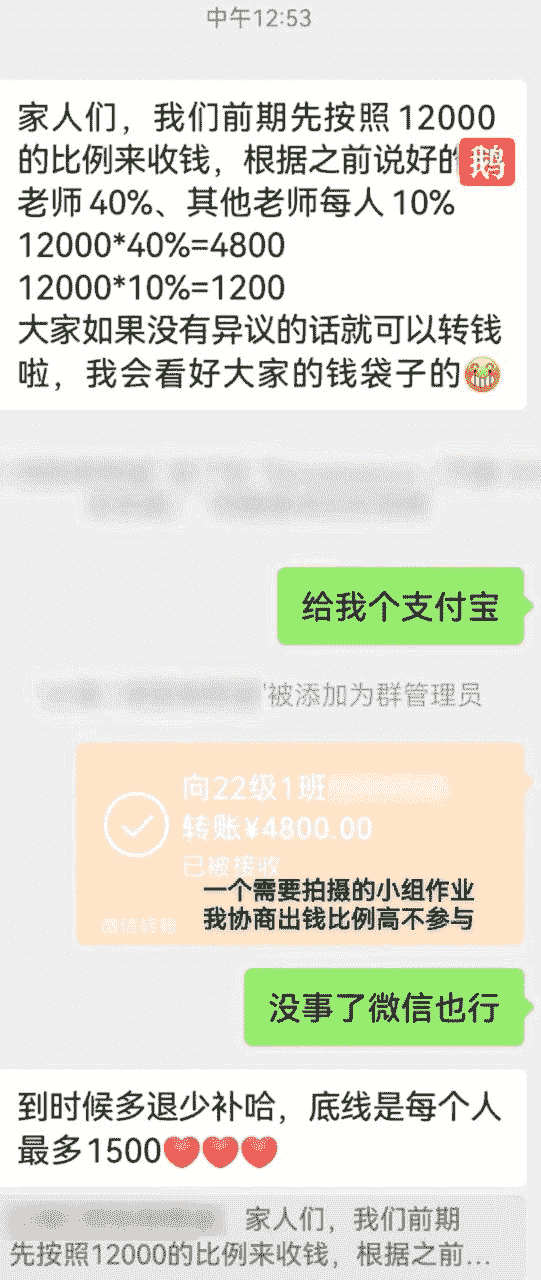 中午12:53
家人们，我们前期先按照12000
的比例来收钱，根据之前说好的
鹅
老师40%、其他老师每人10%
12000*40%=4800
12000*10%=1200
大家如果没有异议的话就可以转钱
啦，我会看好大家的钱袋子的
给我个支付宝
"被添加为群管理员
向22级1班
转账¥4800.00
已被接收
微信转账
一个需要拍摄的小组作业
我协商出钱比例高不参与
没事了微信也行
到时候多退少补哈，底线是每个人
最多1500
家人们，我们前期
先按照12000的比例来收钱，根据之前...